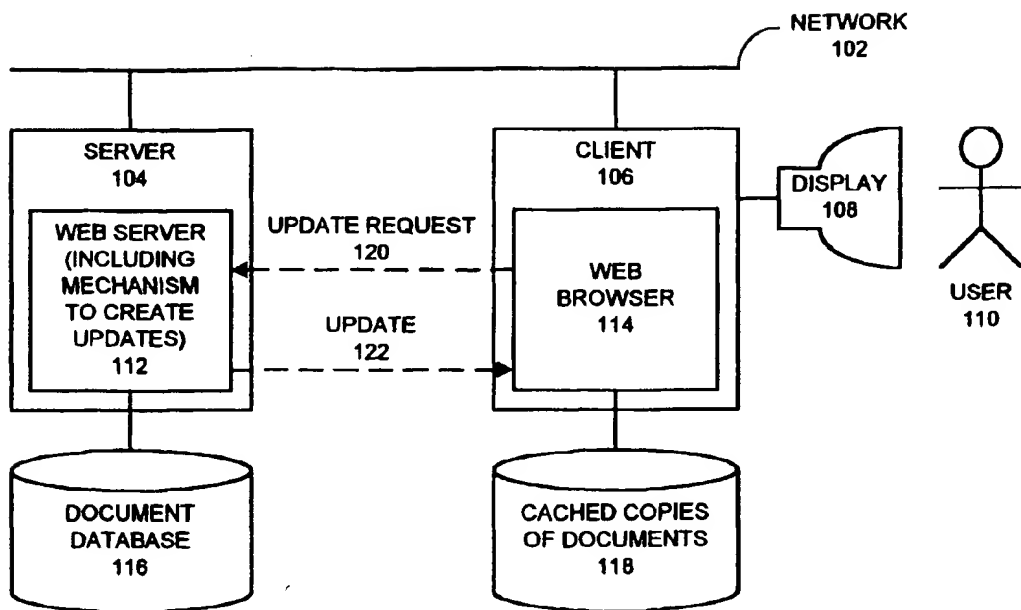 NETWORK
102
SERVER
104
CLIENT
106
DISPLAY
108
WEB SERVER
(INCLUDING
MECHANISM
TO CREATE
UPDATES)
112
UPDATE REQUEST
120
UPDATE
122
WEB
BROWSER
114
USER
110
DOCUMENT
DATABASE
116
CACHED COPIES
OF DOCUMENTS
118